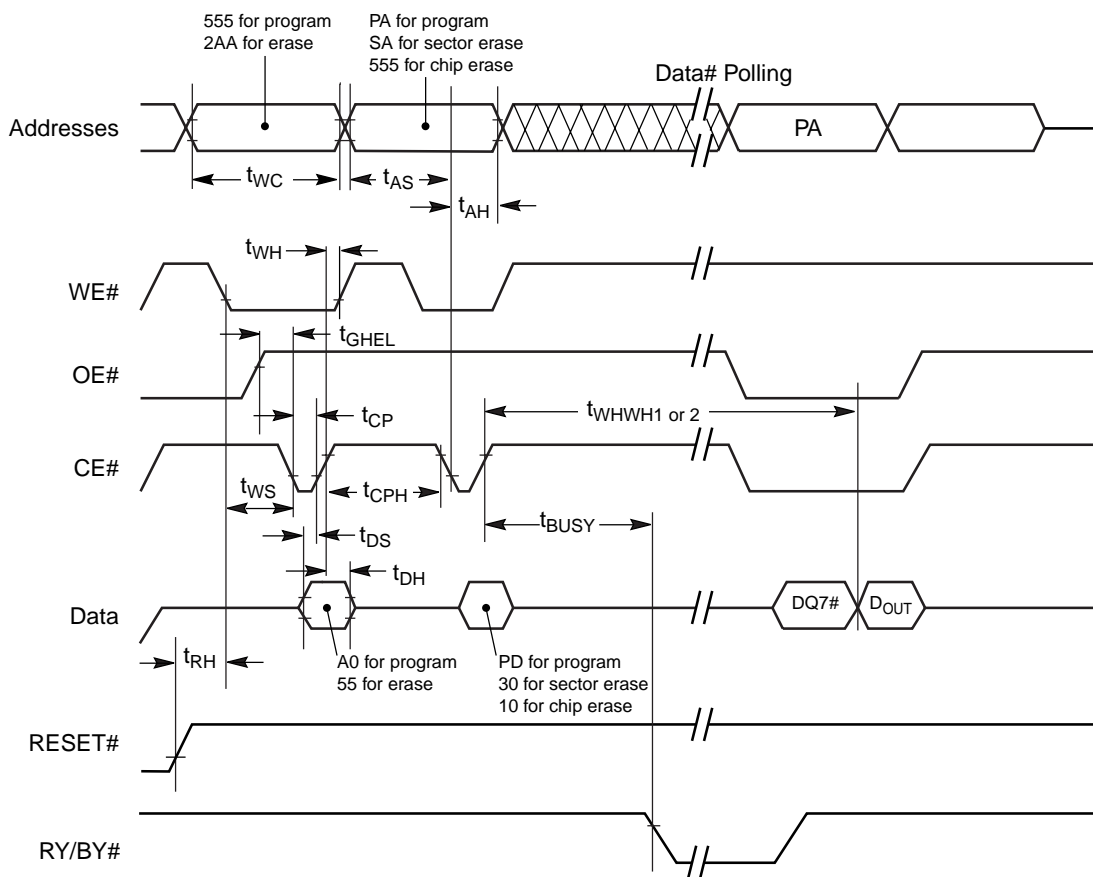 555 for program
2AA for erase
PA for program
SA for sector erase
555 for chip erase
Data# Polling
Addresses
PA
tWC
tAS
tAH
tWH
WE#
tGHEL
OE#
tWHWH1 or 2
tCP
CE#
tWS
tCPH
tBUSY
tDS
tDH
Data
DQ7#
DOUT
tRH
A0 for program
55 for erase
PD for program
30 for sector erase
10 for chip erase
RESET#
RY/BY#